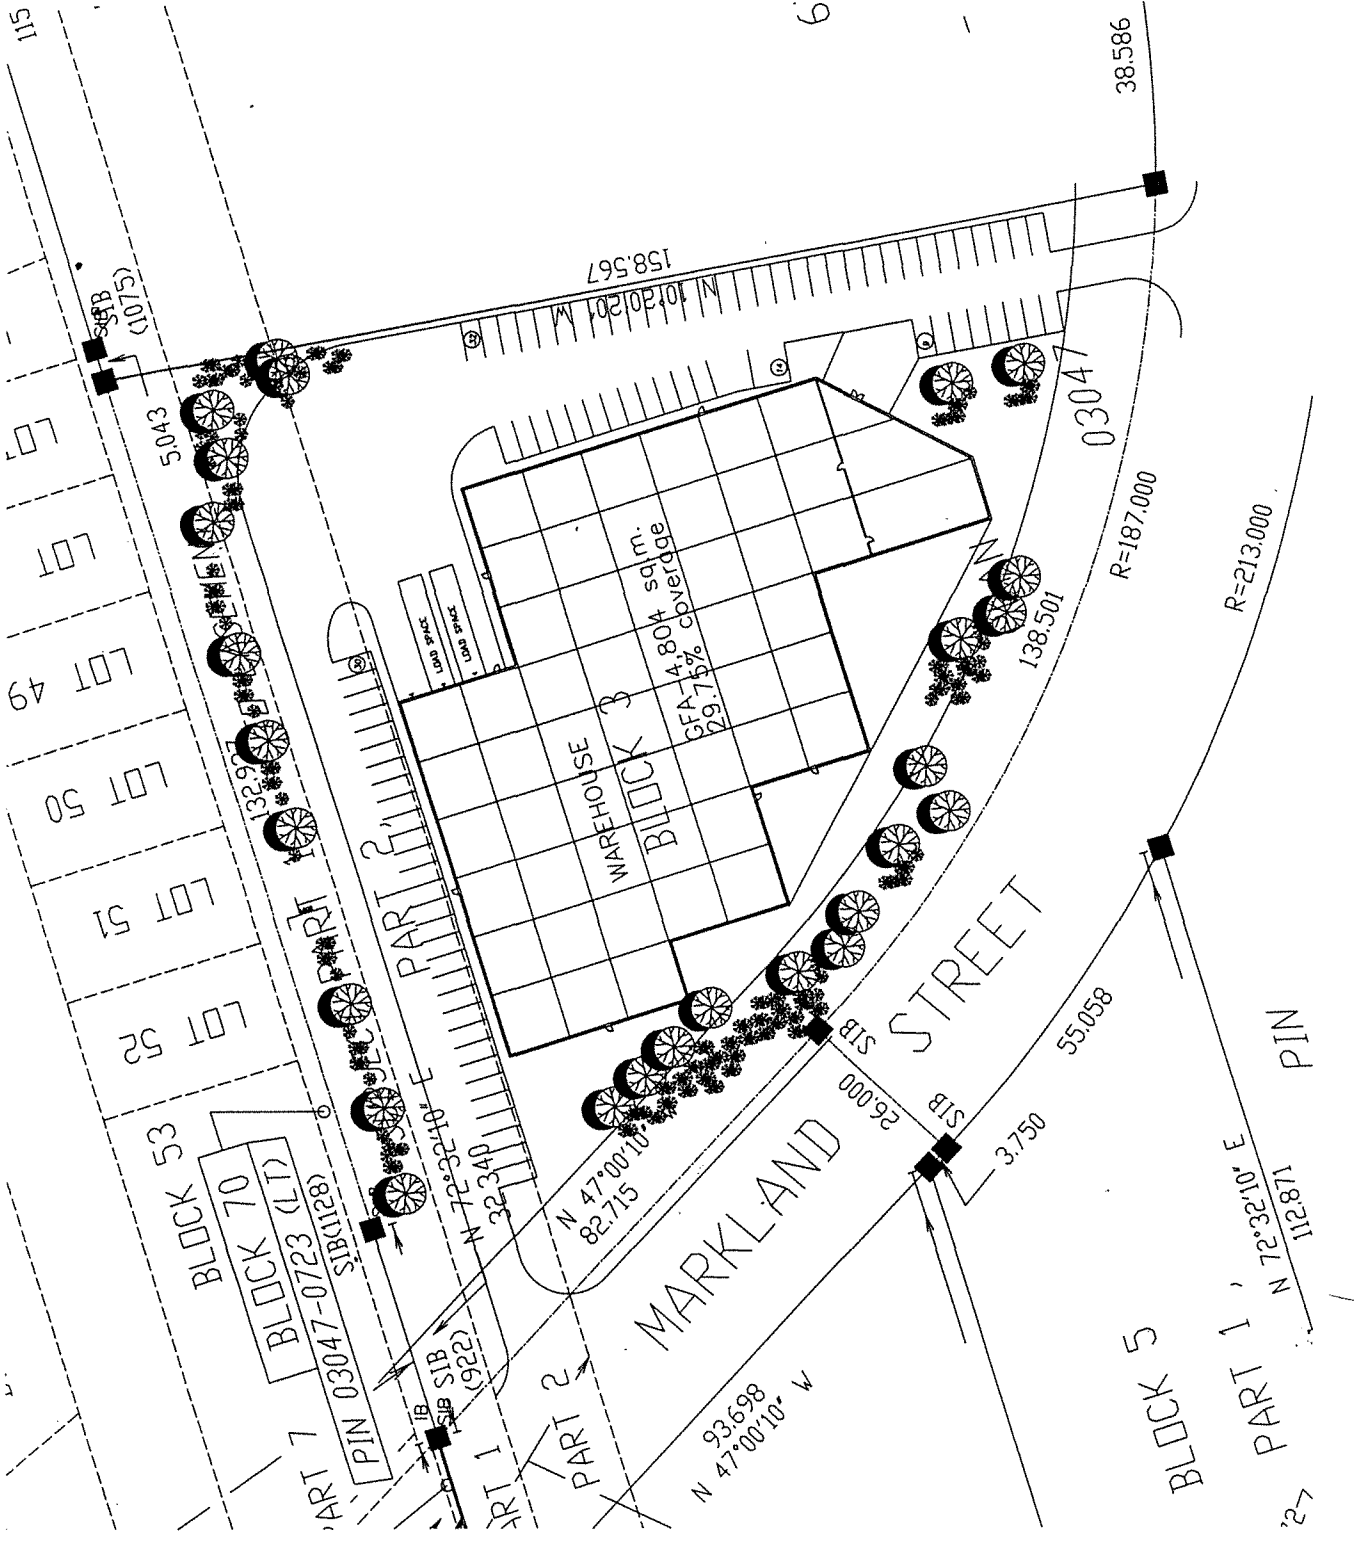 115
6
38.586
SIB
SIB
(1075)
158.567
N 10°20'20" W
5.043
LOT
LOT
LOT 49
LOT 50
LOT 51
LOT 52
BLOCK 53
BLOCK 70
BLOCK 70
PIN 03047-0723 (LT)
SIB(1128)
PART 2,
LOAD SPACE
LOAD SPACE
WAREHOUSE
BLOCK 3
GFA-4,804 sq.m.
29.75% coverage
03047
R=187.000
R=213.000
138.501
N 72°32'10" E
32.340
N 47°00'10"
82.715
MARKLAND STREET
SIB
26.000
SIB
3.750
55.058
IB
SIB
SIB
(922)
PART 7
PART 1
PART 2
93.698
N 47°00'10" W
BLOCK 5
PART 1 ,
PIN
N 72°32'10" E
112.871